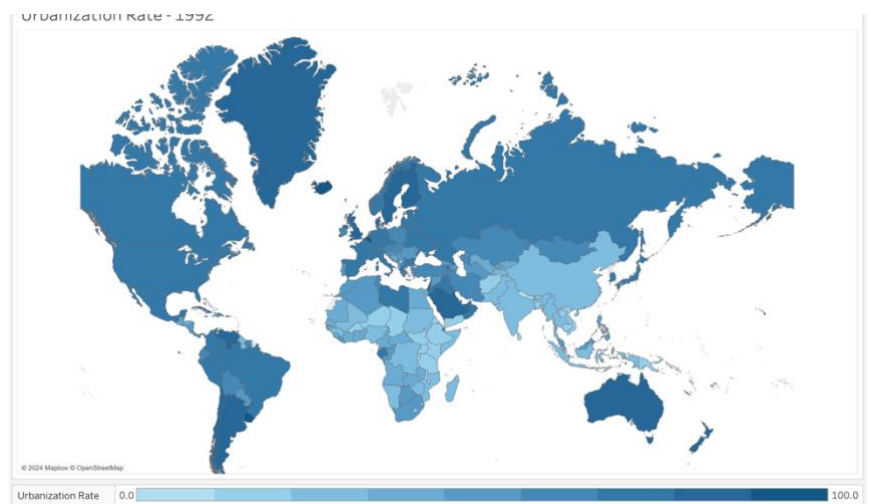 Urbanization Rate - 1992
© 2024 Mapbox © OpenStreetMap
Urbanization Rate 0.0 100.0